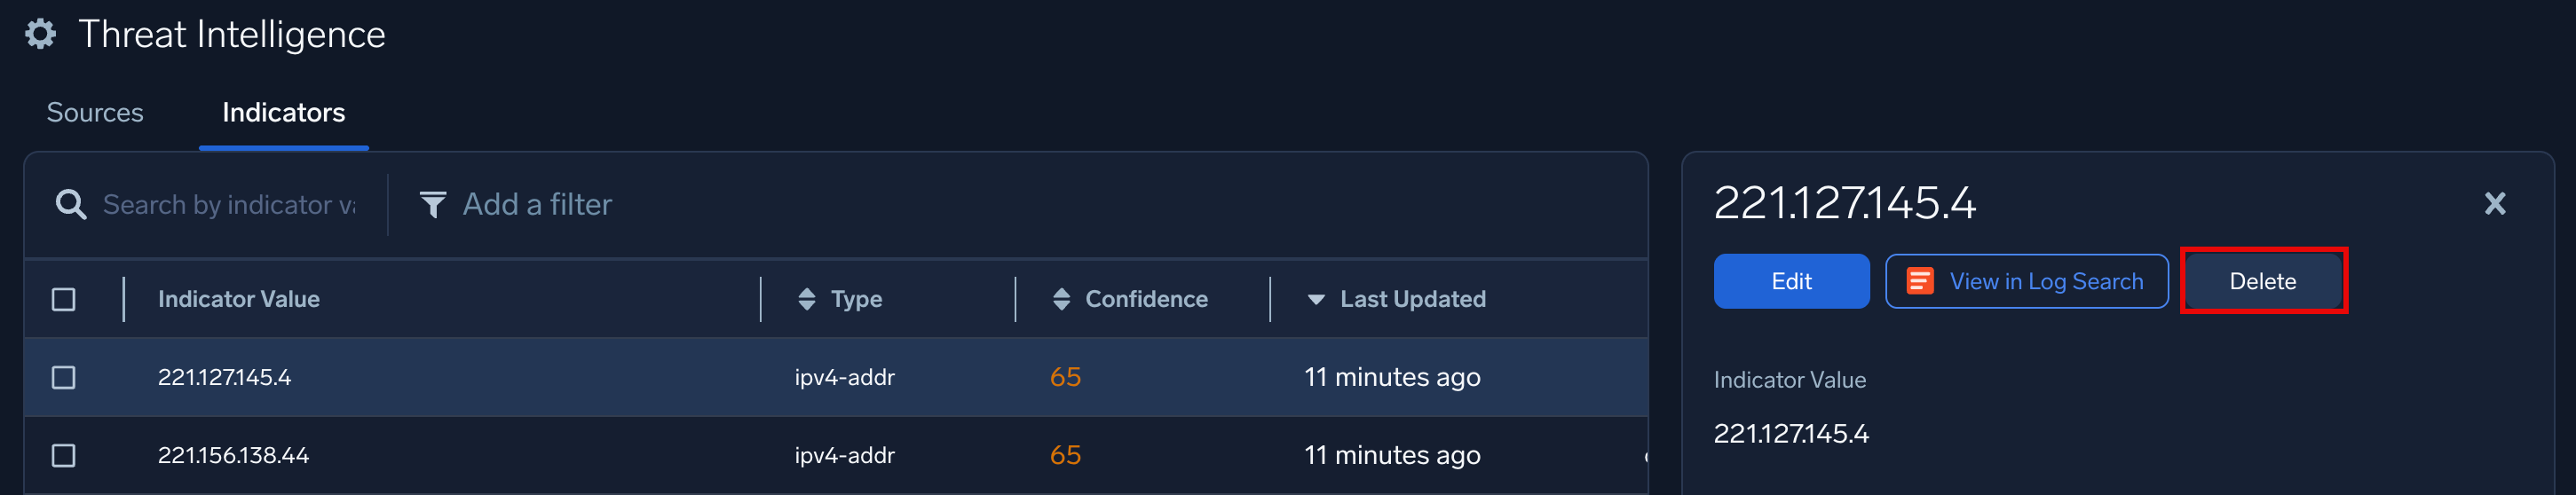 Threat Intelligence
Sources Indicators
Search by indicator Add a filter
Indicator Value Type Confidence Last Updated
221.127.145.4 ipv4-addr 65 11 minutes ago
221.156.138.44 ipv4-addr 65 11 minutes ago
221.127.145.4
Edit View in Log Search Delete
Indicator Value
221.127.145.4